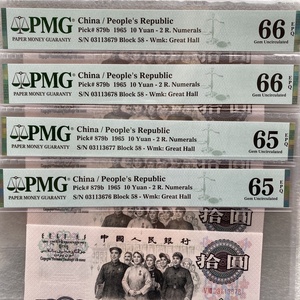 PMG
PAPER MONEY GUARANTY
China / People's Republic
Pick# 879b 1965 10 Yuan - 2 R. Numerals
S/N 03113679 Block 58 - Wmk: Great Hall
66 EPQ
Gem Uncirculated
PMG
PAPER MONEY GUARANTY
China / People's Republic
Pick# 879b 1965 10 Yuan - 2 R. Numerals
S/N 03113678 Block 58 - Wmk: Great Hall
66 EPQ
Gem Uncirculated
PMG
PAPER MONEY GUARANTY
China / People's Republic
Pick# 879b 1965 10 Yuan - 2 R. Numerals
S/N 03113677 Block 58 - Wmk: Great Hall
65 EPQ
Gem Uncirculated
PMG
PAPER MONEY GUARANTY
China / People's Republic
Pick# 879b 1965 10 Yuan - 2 R. Numerals
S/N 03113676 Block 58 - Wmk: Great Hall
65 EPQ
Gem Uncirculated
拾圆
中國人民銀行
拾圆